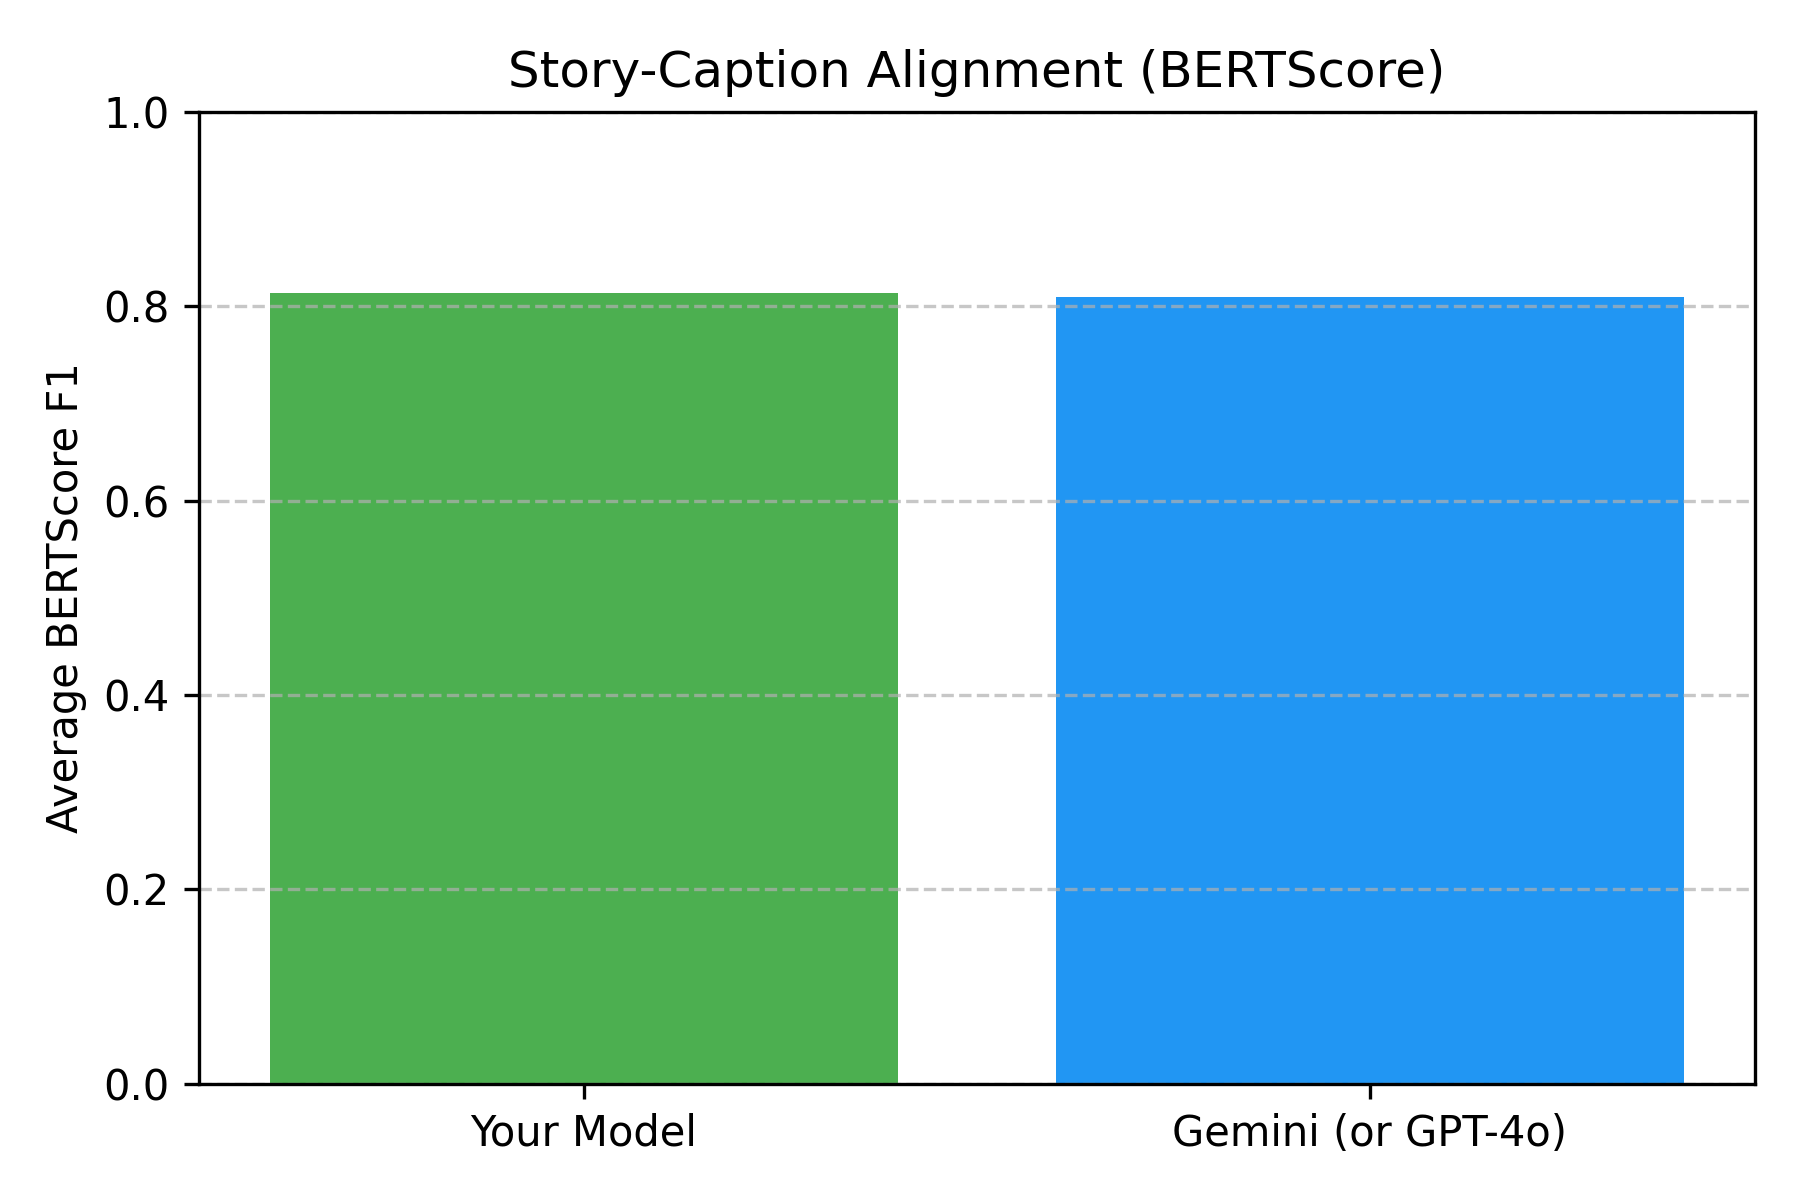 Story-Caption Alignment (BERTScore)
Average BERTScore F1
1.0
0.8
0.6
0.4
0.2
0.0
Your Model
Gemini (or GPT-4o)